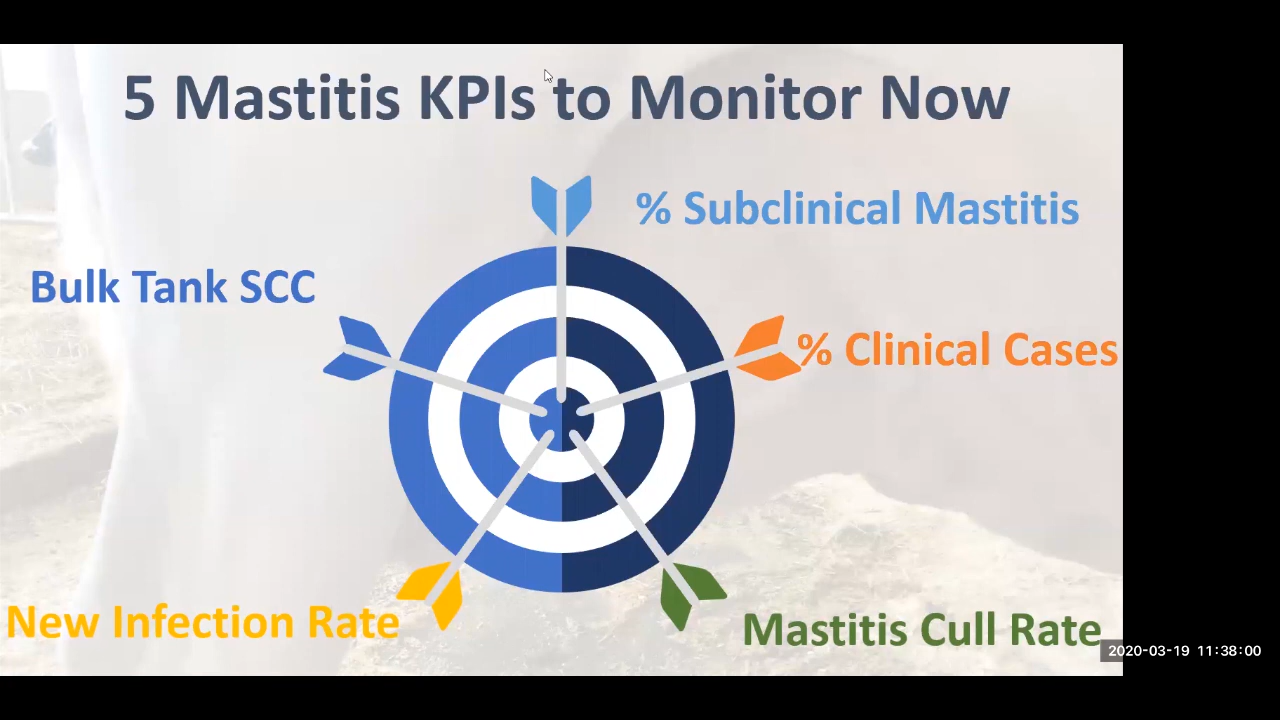 5 Mastitis KPIs to Monitor Now
% Subclinical Mastitis
Bulk Tank SCC
% Clinical Cases
New Infection Rate
Mastitis Cull Rate
2020-03-19 11:38:00